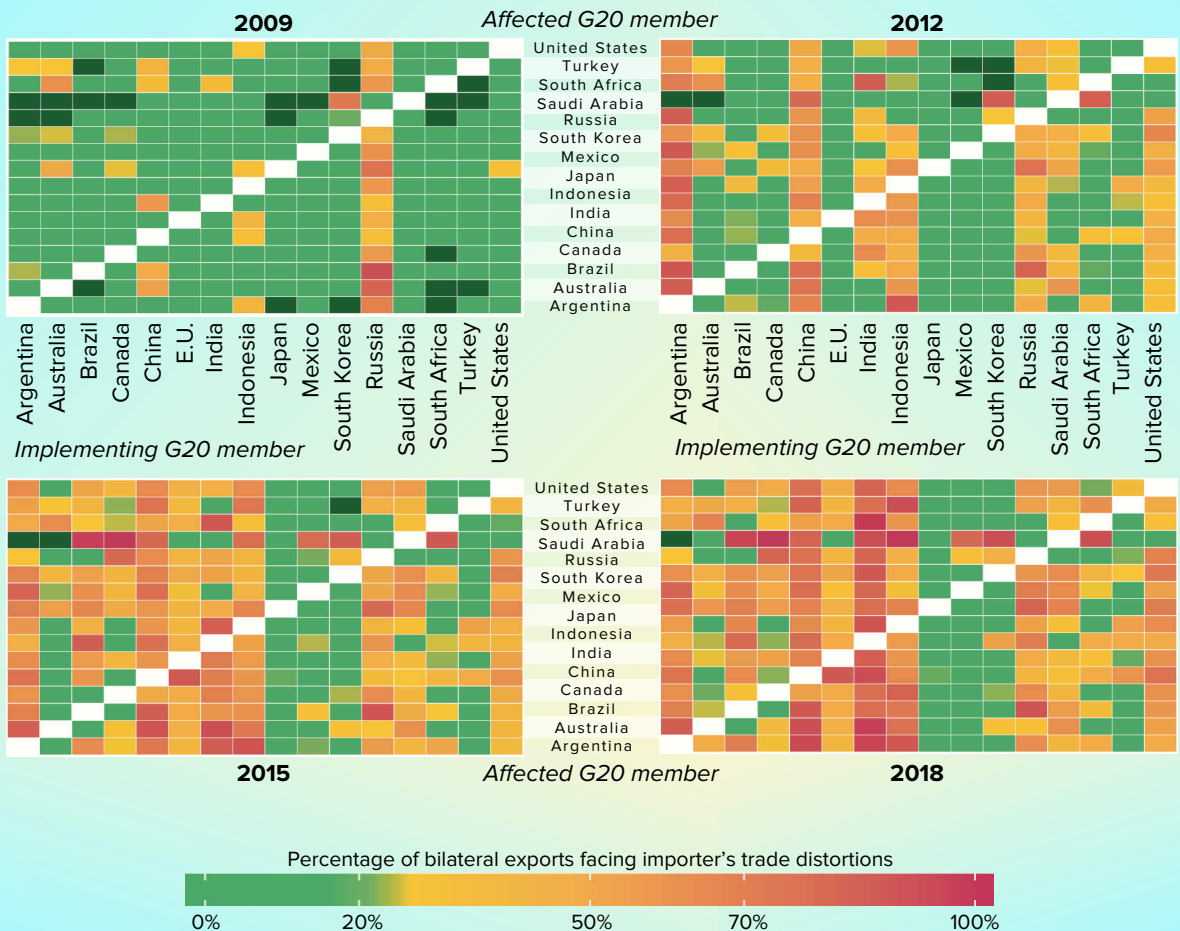 2009
Affected G20 member
2012
United States
Turkey
South Africa
Saudi Arabia
Russia
South Korea
Mexico
Japan
Indonesia
India
China
Canada
Brazil
Australia
Argentina
Argentina
Australia
Brazil
Canada
China
E.U.
India
Indonesia
Japan
Mexico
South Korea
Russia
Saudi Arabia
South Africa
Turkey
United States
Argentina
Australia
Brazil
Canada
China
E.U.
India
Indonesia
Japan
Mexico
South Korea
Russia
Saudi Arabia
South Africa
Turkey
United States
Implementing G20 member
Implementing G20 member
United States
Turkey
South Africa
Saudi Arabia
Russia
South Korea
Mexico
Japan
Indonesia
India
China
Canada
Brazil
Australia
Argentina
2015
Affected G20 member
2018
Percentage of bilateral exports facing importer's trade distortions
0%
20%
50%
70%
100%